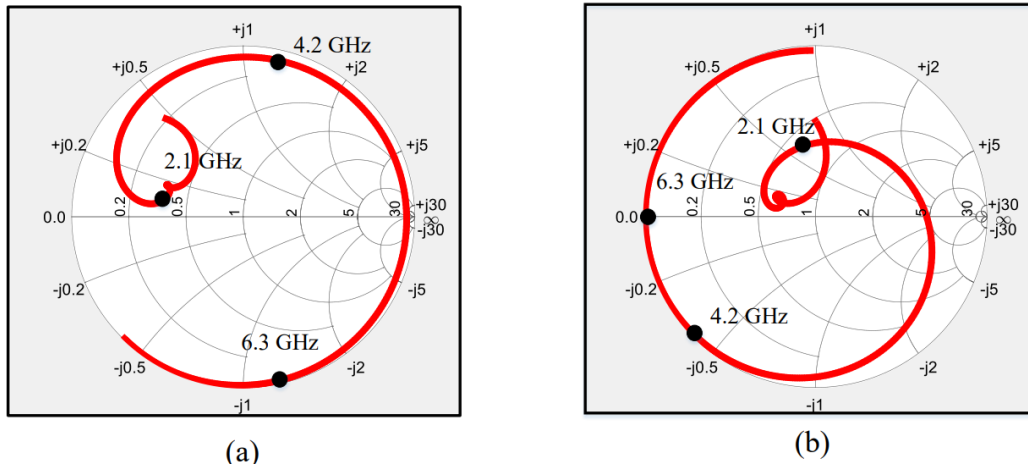 +j1
4.2 GHz
+j0.5
+j2
+j0.2
2.1 GHz
+j5
0.0
0.2
0.5
1
2
5
30
+j30
∞
-j30
-j0.2
-j5
6.3 GHz
-j0.5
-j2
-j1
(a)
+j1
+j0.5
+j2
2.1 GHz
+j0.2
+j5
6.3 GHz
0.0
0.2
0.5
1
2
5
30
+j30
∞
-j30
-j0.2
-j5
4.2 GHz
-j0.5
-j2
-j1
(b)